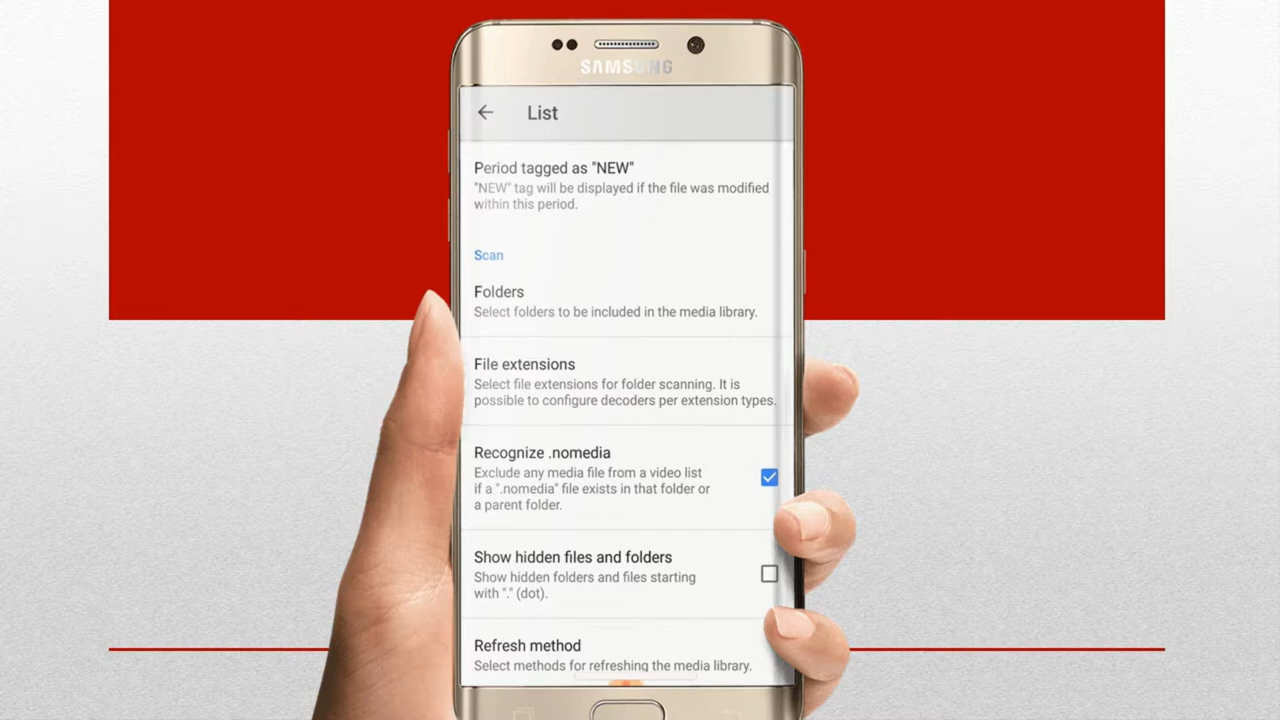 SAMSUNG
List
Period tagged as "NEW"
"NEW" tag will be displayed if the file was modified
within this period.
Scan
Folders
Select folders to be included in the media library.
File extensions
Select file extensions for folder scanning. It is
possible to configure decoders per extension types.
Recognize .nomedia
Exclude any media file from a video list
if a ".nomedia" file exists in that folder or
a parent folder.
Show hidden files and folders
Show hidden folders and files starting
with "." (dot).
Refresh method
Select methods for refreshing the media library.